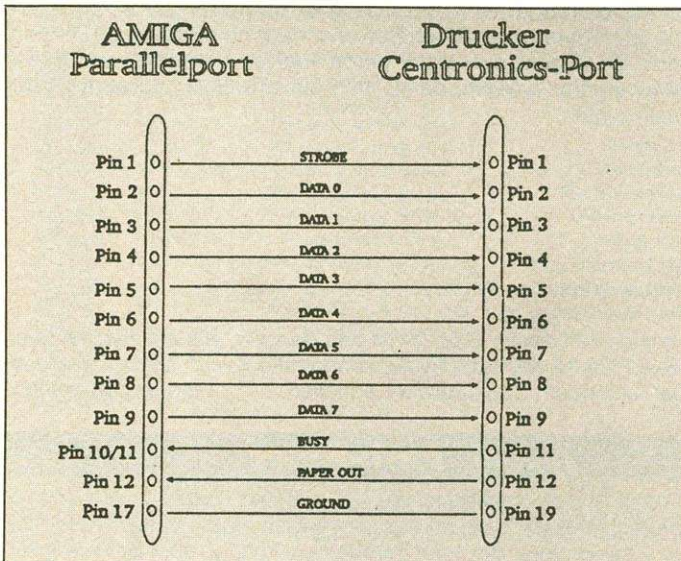 AMIGA
Parallelport
Drucker
Centronics-Port
Pin 1 STROBE Pin 1
Pin 2 DATA 0 Pin 2
Pin 3 DATA 1 Pin 3
Pin 4 DATA 2 Pin 4
Pin 5 DATA 3 Pin 5
Pin 6 DATA 4 Pin 6
Pin 7 DATA 5 Pin 7
Pin 8 DATA 6 Pin 8
Pin 9 DATA 7 Pin 9
Pin 10/11 BUSY Pin 11
Pin 12 PAPER OUT Pin 12
Pin 17 GROUND Pin 19